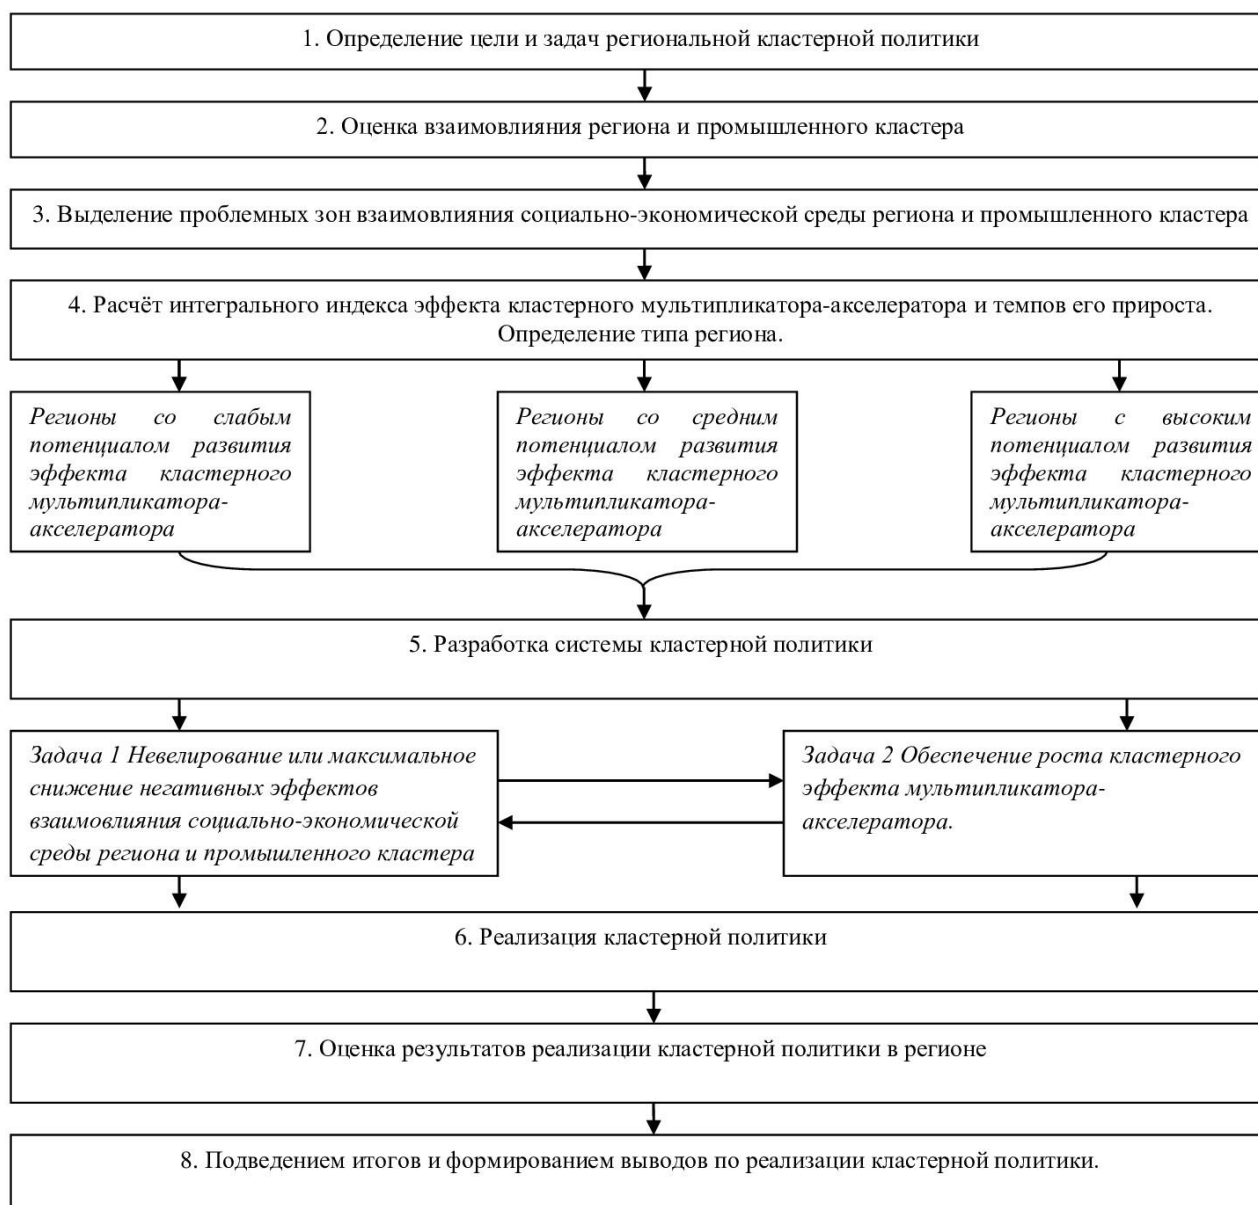 1. Определение цели и задач региональной кластерной политики
2. Оценка взаимовлияния региона и промышленного кластера
3. Выделение проблемных зон взаимовлияния социально-экономической среды региона и промышленного кластера
4. Расчёт интегрального индекса эффекта кластерного мультипликатора-акселератора и темпов его прироста.
Определение типа региона.
Регионы со слабым
потенциалом развития
эффекта кластерного
мультипликатора-
акселератора
Регионы со средним
потенциалом развития
эффекта кластерного
мультипликатора-
акселератора
Регионы с высоким
потенциалом развития
эффекта кластерного
мультипликатора-
акселератора
5. Разработка системы кластерной политики
Задача 1 Невелирование или максимальное
снижение негативных эффектов
взаимовлияния социально-экономической
среды региона и промышленного кластера
Задача 2 Обеспечение роста кластерного
эффекта мультипликатора-
акселератора.
6. Реализация кластерной политики
7. Оценка результатов реализации кластерной политики в регионе
8. Подведением итогов и формированием выводов по реализации кластерной политики.